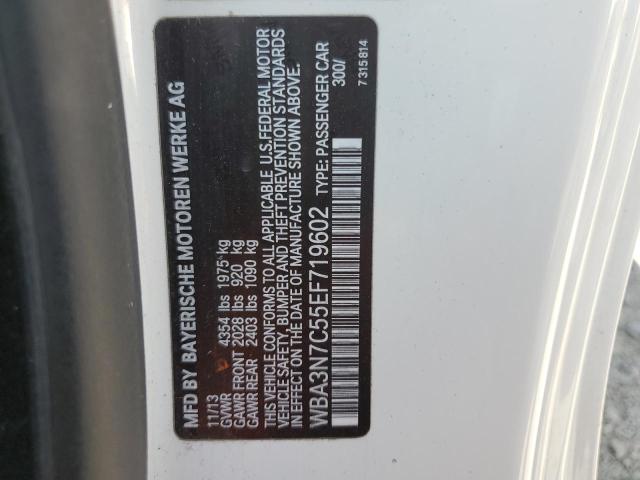 MFD BY BAYERISCHE MOTOREN WERKE AG
11/13
GVWR 4354 lbs 1975 kg
GAWR FRONT 2028 lbs 920 kg
GAWR REAR 2403 lbs 1090 kg
THIS VEHICLE CONFORMS TO ALL APPLICABLE U.S.FEDERAL MOTOR
VEHICLE SAFETY, BUMPER AND THEFT PREVENTION STANDARDS
IN EFFECT ON THE DATE OF MANUFACTURE SHOWN ABOVE.
WBA3N7C55EF719602 TYPE: PASSENGER CAR
300/
7 315 814